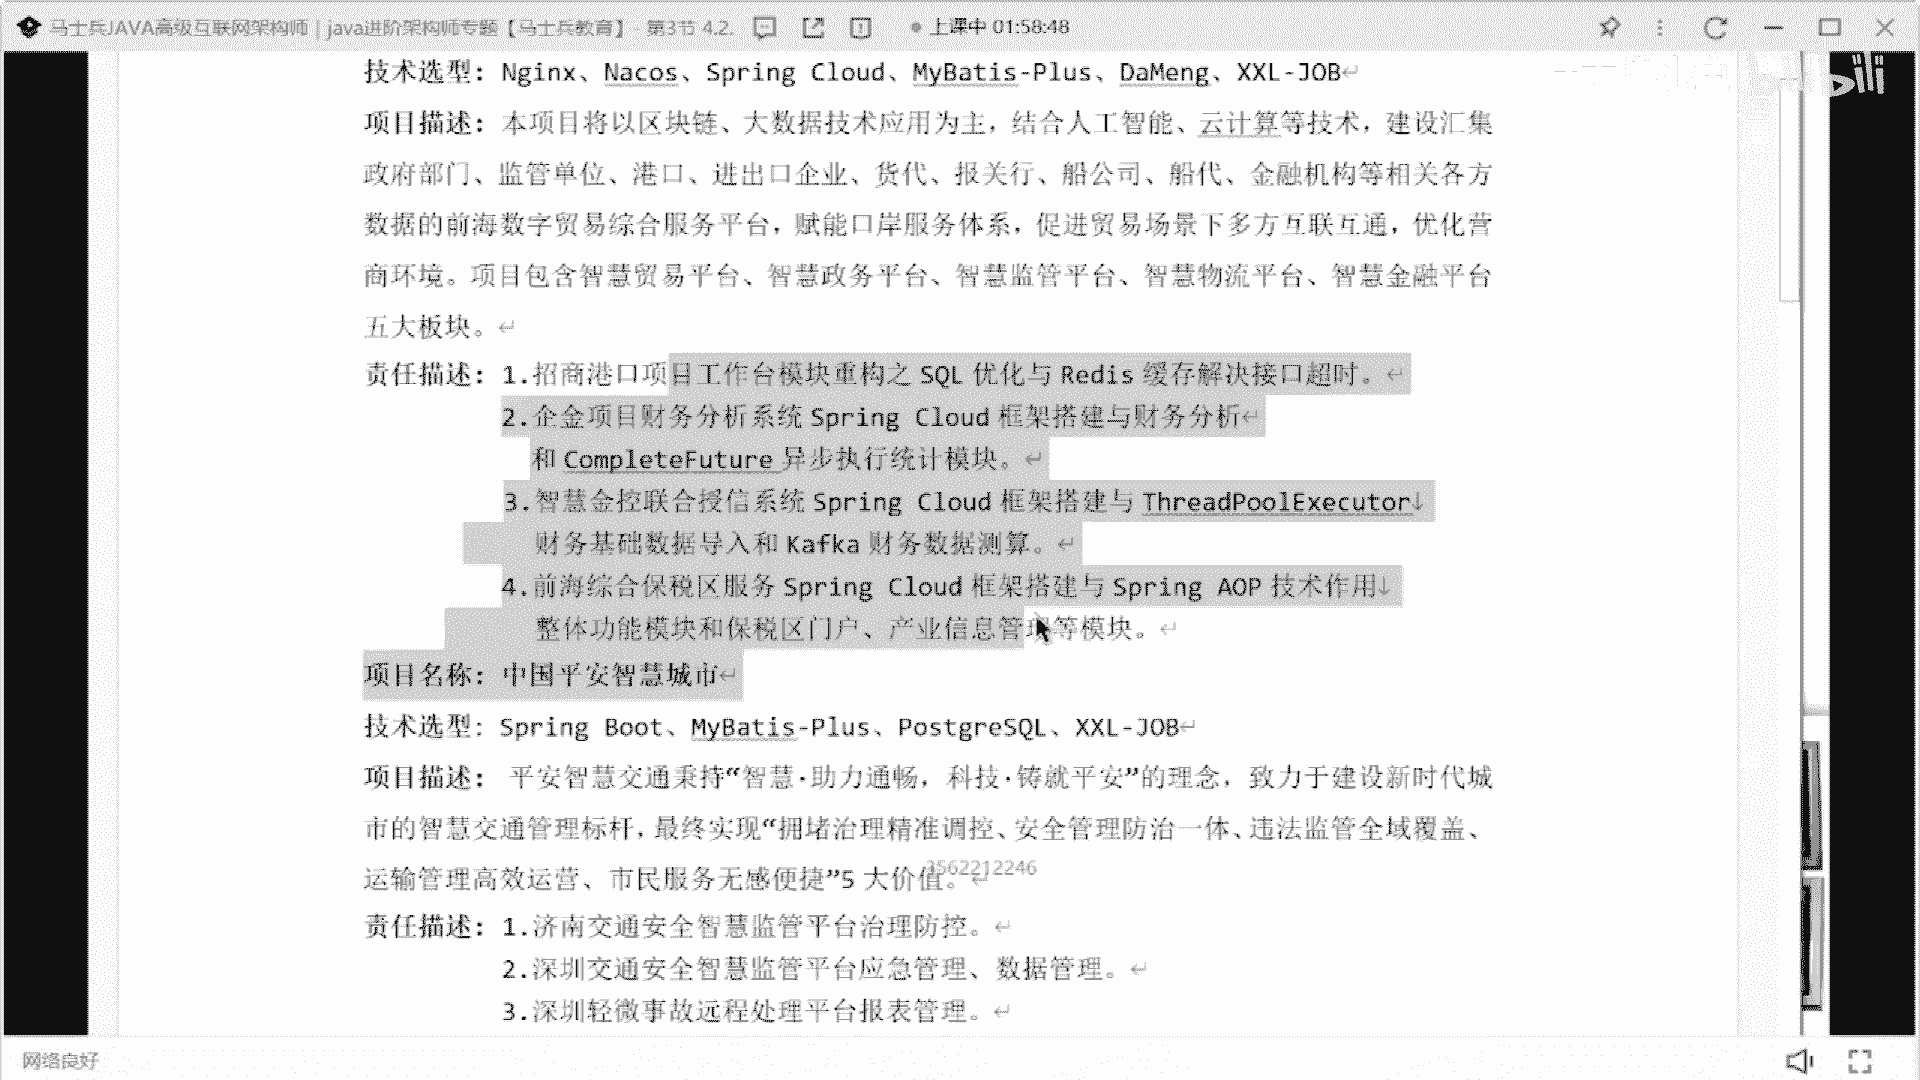 马士兵JAVA高级互联网架构师｜java进阶架构师专题【马士兵教育】 - 第3节 4.2.
上课中 01:58:48
技术选型：Nginx、Nacos、Spring Cloud、MyBatis-Plus、DaMeng、XXL-JOB
项目描述：本项目将以区块链、大数据技术应用为主，结合人工智能、云计算等技术，建设汇集
政府部门、监管单位、港口、进出口企业、货代、报关行、船公司、船代、金融机构等相关各方
数据的前海数字贸易综合服务平台，赋能口岸服务体系，促进贸易场景下多方互联互通，优化营
商环境。项目包含智慧贸易平台、智慧政务平台、智慧监管平台、智慧物流平台、智慧金融平台
五大板块。
责任描述：1.招商港口项目工作台模块重构之 SQL 优化与 Redis 缓存解决接口超时。
2.企金项目财务分析系统 Spring Cloud 框架搭建与财务分析
和 CompleteFuture 异步执行统计模块。
3.智慧金控联合授信系统 Spring Cloud 框架搭建与 ThreadPoolExecutor
财务基础数据导入和 Kafka 财务数据测算。
4.前海综合保税区服务 Spring Cloud 框架搭建与 Spring AOP 技术作用
整体功能模块和保税区门户、产业信息管理等模块。
项目名称：中国平安智慧城市
技术选型：Spring Boot、MyBatis-Plus、PostgreSQL、XXL-JOB
项目描述： 平安智慧交通秉持“智慧·助力通畅，科技·铸就平安”的理念，致力于建设新时代城
市的智慧交通管理标杆，最终实现“拥堵治理精准调控、安全管理防治一体、违法监管全域覆盖、
运输管理高效运营、市民服务无感便捷”5 大价值。
3562212246
责任描述：1.济南交通安全智慧监管平台治理防控。
2.深圳交通安全智慧监管平台应急管理、数据管理。
3.深圳轻微事故远程处理平台报表管理。
网络良好